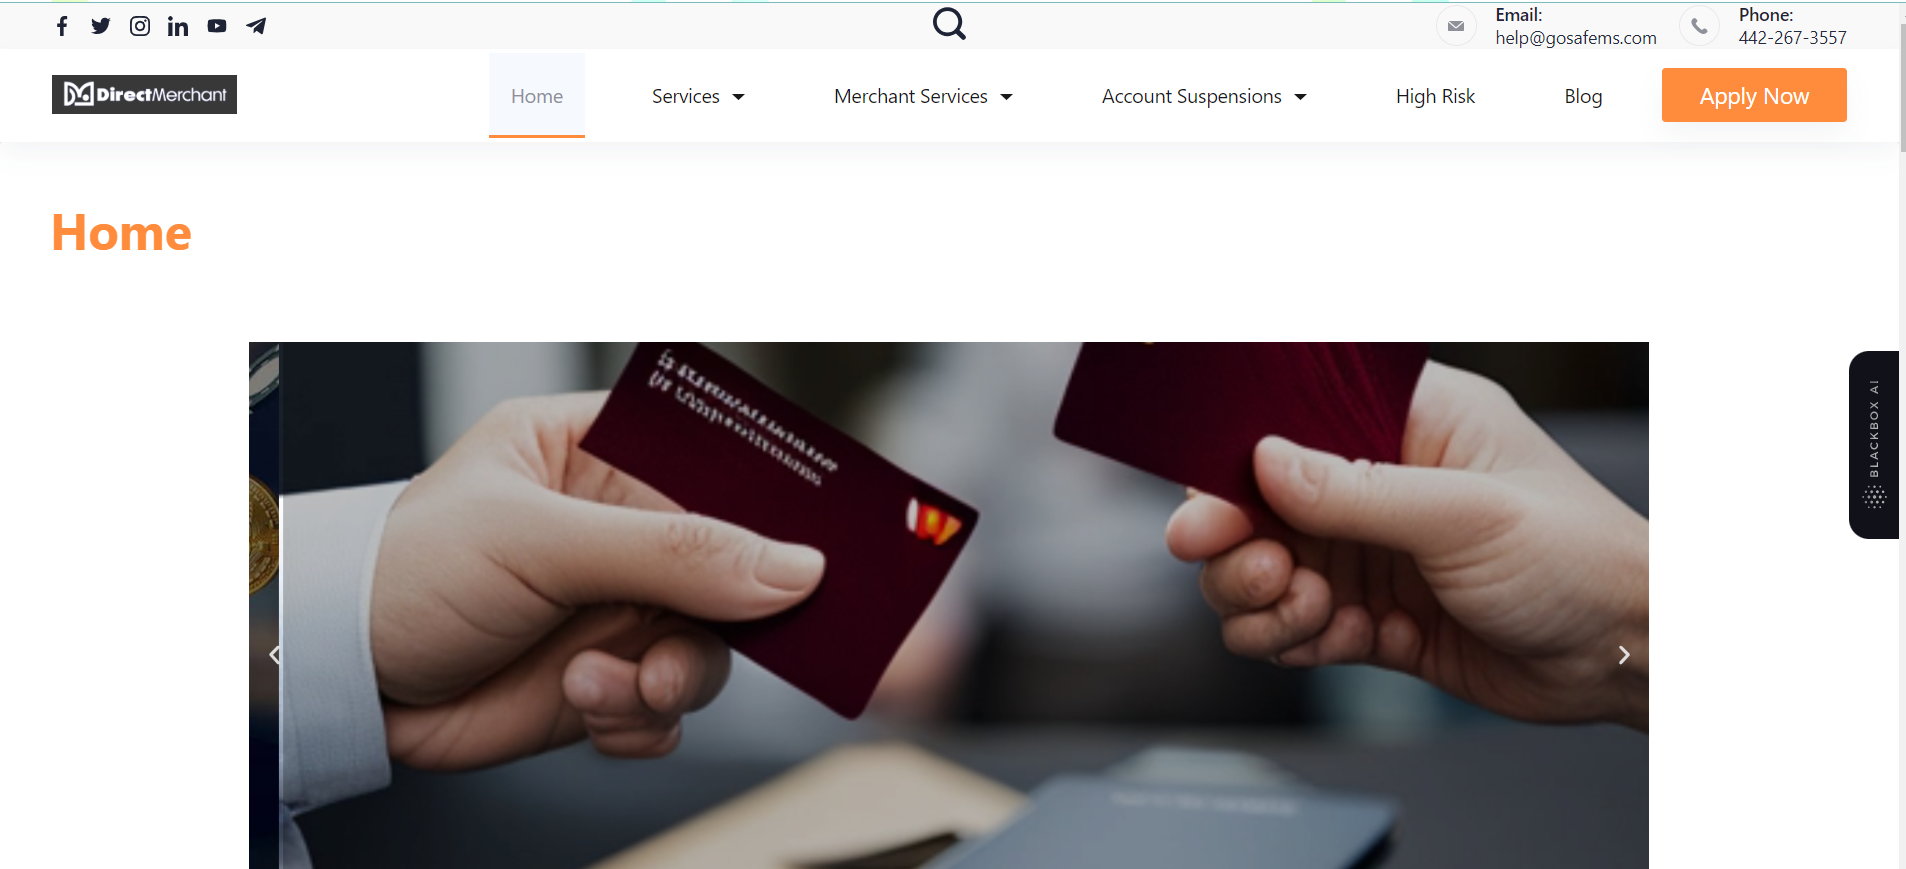 Email:
help@gosafems.com
Phone:
442-267-3557
DirectMerchant
Home
Services
Merchant Services
Account Suspensions
High Risk
Blog
Apply Now
Home
BLACKBOX AI